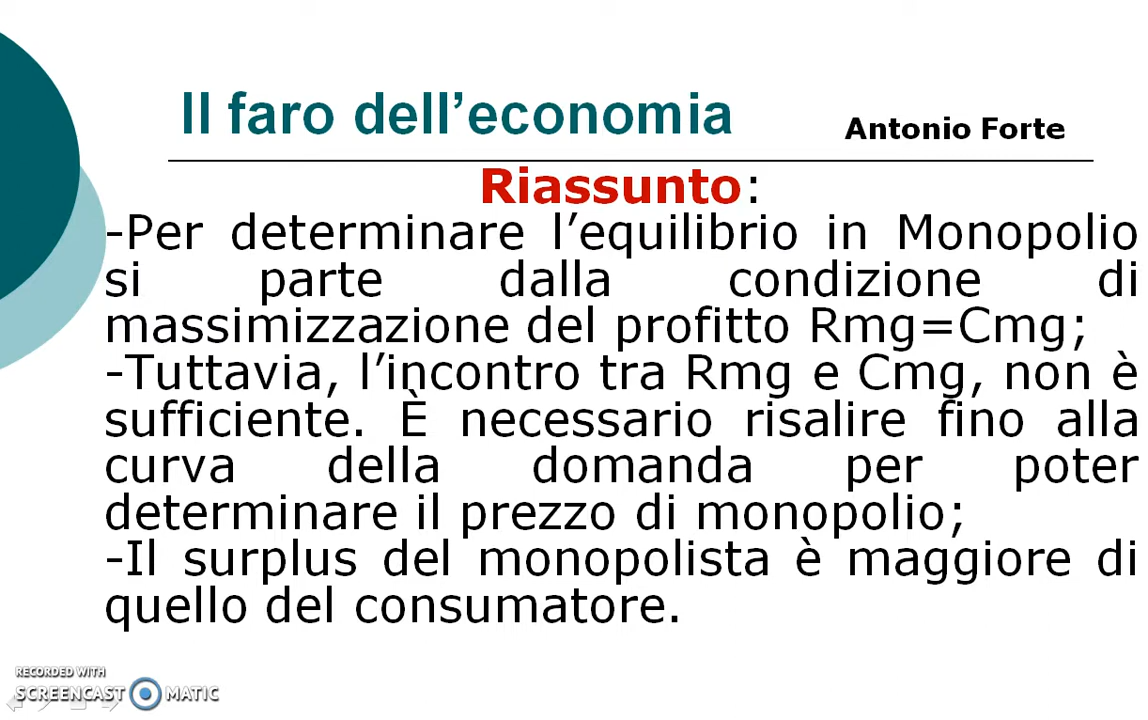 Il faro dell’economia
Antonio Forte
Riassunto:
-Per determinare l’equilibrio in Monopolio
si parte dalla condizione di
massimizzazione del profitto Rmg=Cmg;
-Tuttavia, l’incontro tra Rmg e Cmg, non è
sufficiente. È necessario risalire fino alla
curva della domanda per poter
determinare il prezzo di monopolio;
-Il surplus del monopolista è maggiore di
quello del consumatore.
RECORDED WITH
SCREENCAST MATIC